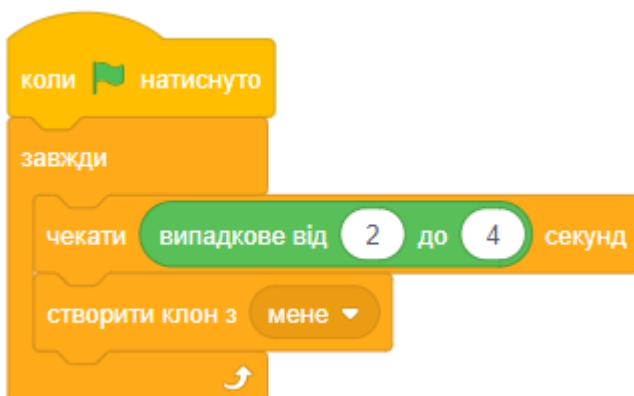 коли натиснуто
завжди
чекати випадкове від 2 до 4 секунд
створити клон з мене